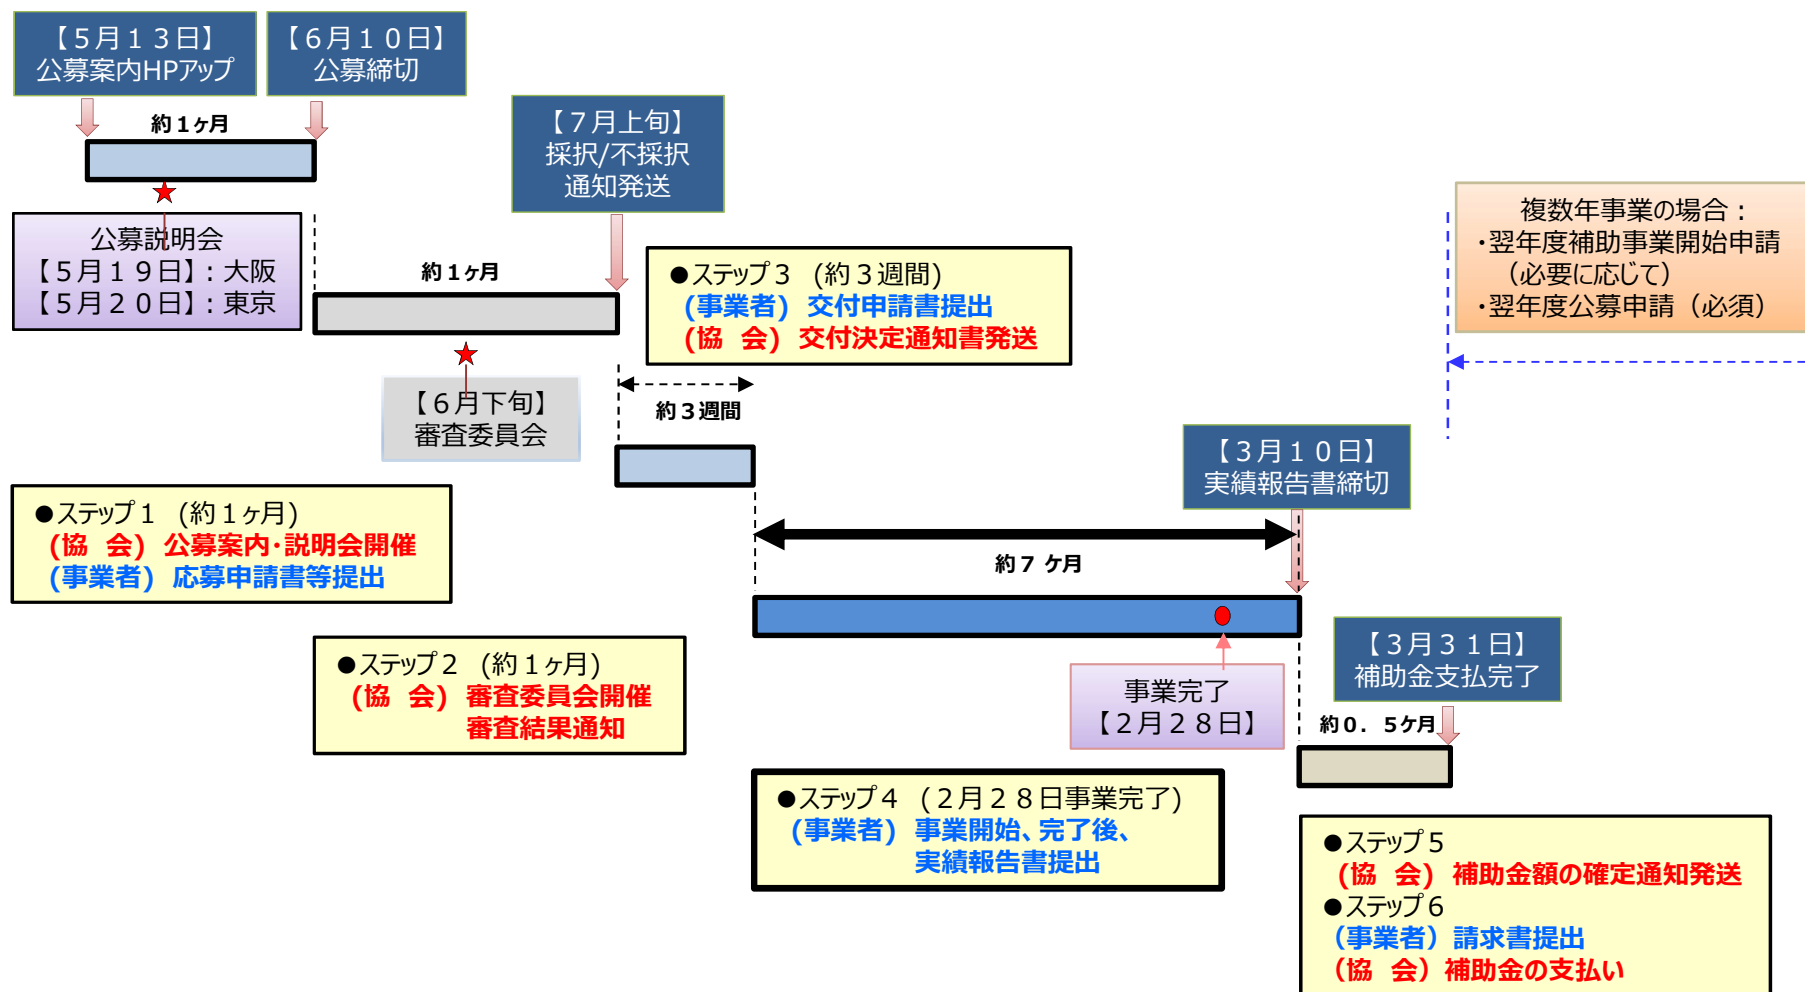 【５月１３日】
公募案内HPアップ
【６月１０日】
公募締切
約１ヶ月
【７月上旬】
採択/不採択
通知発送
公募説明会
【５月１９日】：大阪
【５月２０日】：東京
約１ヶ月
●ステップ３ (約３週間)
(事業者) 交付申請書提出
(協　会) 交付決定通知書発送
複数年事業の場合：
・翌年度補助事業開始申請
（必要に応じて）
・翌年度公募申請（必須）
【６月下旬】
審査委員会
約３週間
【３月１０日】
実績報告書締切
●ステップ１ (約１ヶ月)
(協　会) 公募案内・説明会開催
(事業者) 応募申請書等提出
約７ ケ月
●ステップ２ (約１ヶ月)
(協　会) 審査委員会開催
審査結果通知
事業完了
【２月２８日】
【３月３１日】
補助金支払完了
約０．５ケ月
●ステップ４ (２月２８日事業完了)
(事業者) 事業開始、完了後、
実績報告書提出
●ステップ５
(協　会) 補助金額の確定通知発送
●ステップ６
（事業者）請求書提出
（協　会）補助金の支払い